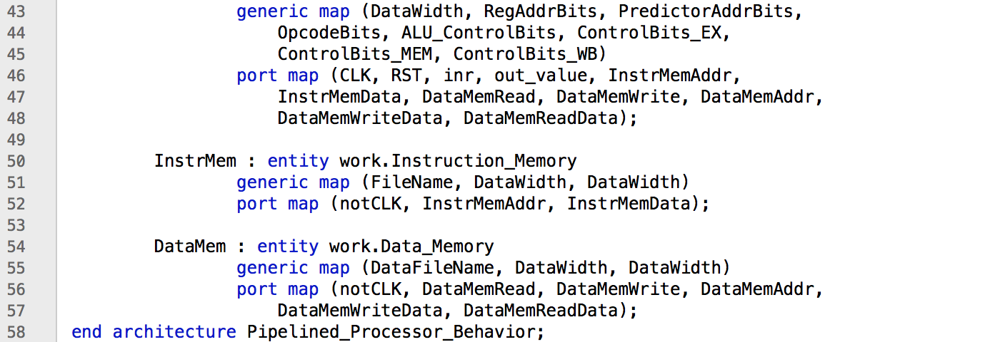 43 generic map (DataWidth, RegAddrBits, PredictorAddrBits,
44 OpcodeBits, ALU_ControlBits, ControlBits_EX,
45 ControlBits_MEM, ControlBits_WB)
46 port map (CLK, RST, inr, out_value, InstrMemAddr,
47 InstrMemData, DataMemRead, DataMemWrite, DataMemAddr,
48 DataMemWriteData, DataMemReadData);
49
50 InstrMem : entity work.Instruction_Memory
51 generic map (FileName, DataWidth, DataWidth)
52 port map (notCLK, InstrMemAddr, InstrMemData);
53
54 DataMem : entity work.Data_Memory
55 generic map (DataFileName, DataWidth, DataWidth)
56 port map (notCLK, DataMemRead, DataMemWrite, DataMemAddr,
57 DataMemWriteData, DataMemReadData);
58 end architecture Pipelined_Processor_Behavior;